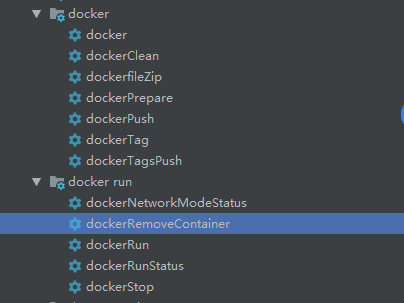 docker
docker
dockerClean
dockerfileZip
dockerPrepare
dockerPush
dockerTag
dockerTagsPush
docker run
dockerNetworkModeStatus
dockerRemoveContainer
dockerRun
dockerRunStatus
dockerStop